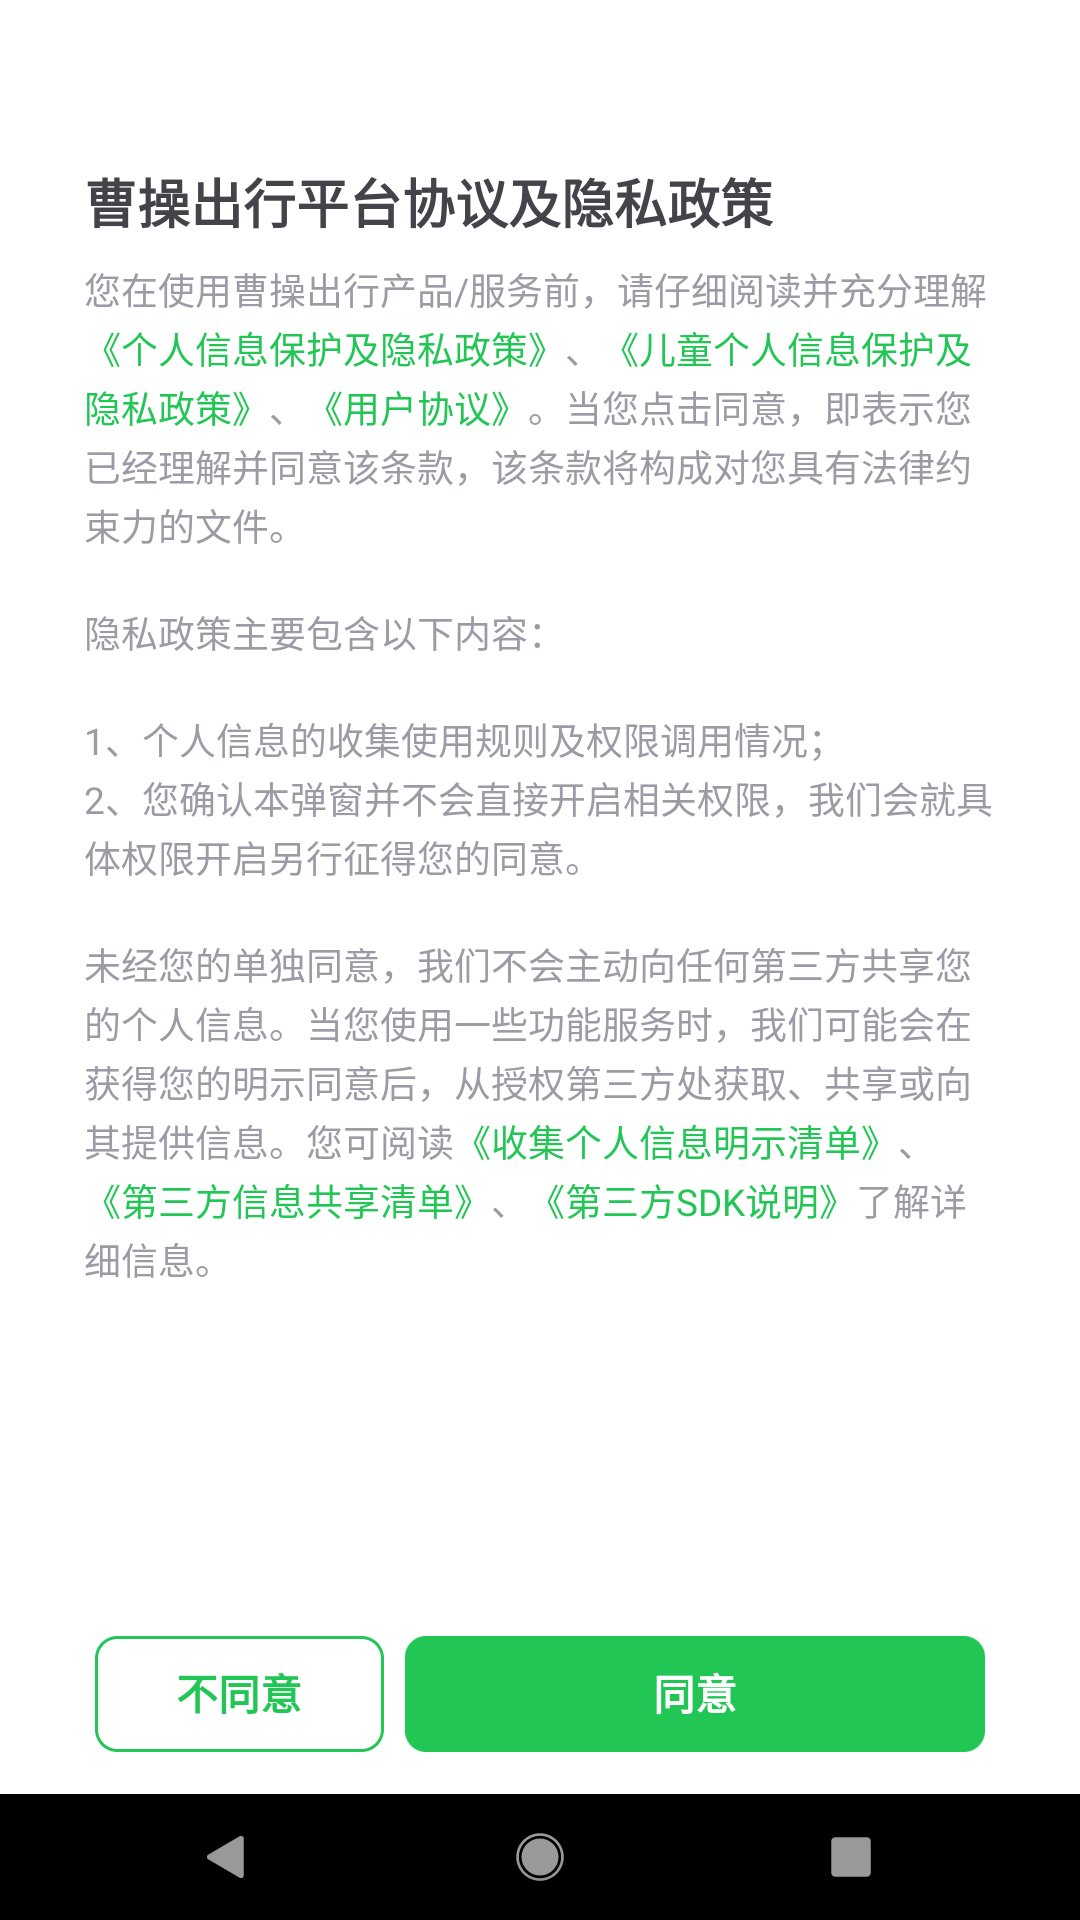 曹操出行平台协议及隐私政策
您在使用曹操出行产品/服务前，请仔细阅读并充分理解
《个人信息保护及隐私政策》、《儿童个人信息保护及
隐私政策》、《用户协议》。当您点击同意，即表示您
已经理解并同意该条款，该条款将构成对您具有法律约
束力的文件。
隐私政策主要包含以下内容：
1、个人信息的收集使用规则及权限调用情况；
2、您确认本弹窗并不会直接开启相关权限，我们会就具
体权限开启另行征得您的同意。
未经您的单独同意，我们不会主动向任何第三方共享您
的个人信息。当您使用一些功能服务时，我们可能会在
获得您的明示同意后，从授权第三方处获取、共享或向
其提供信息。您可阅读《收集个人信息明示清单》、
《第三方信息共享清单》、《第三方SDK说明》了解详
细信息。
不同意
同意